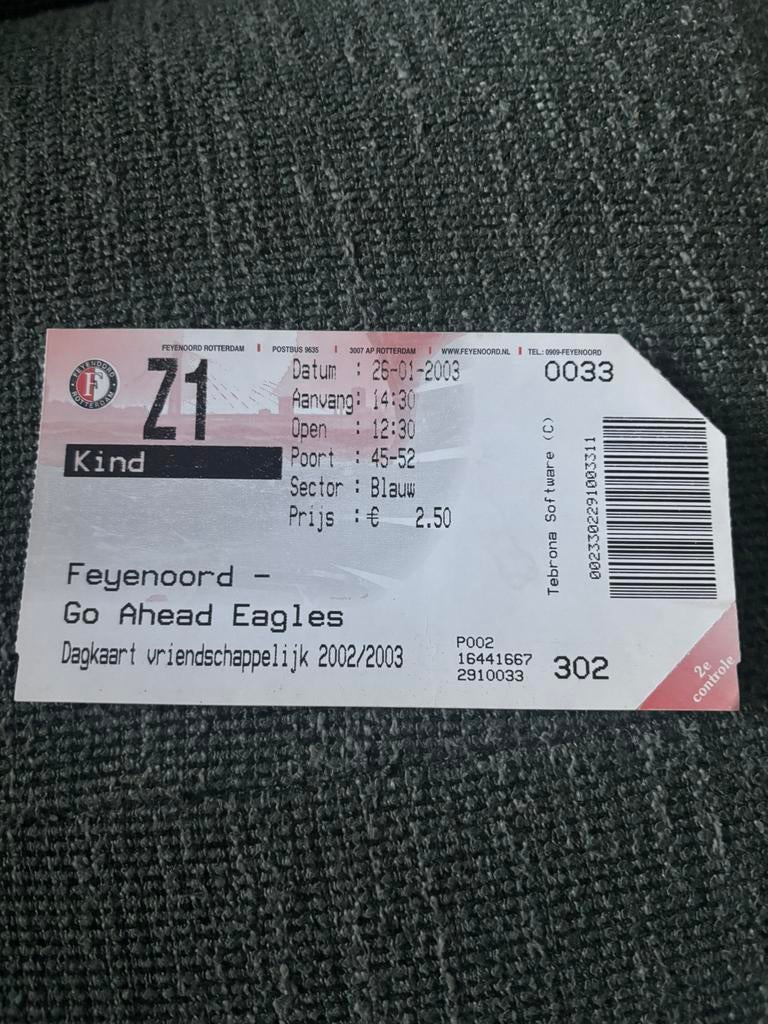 FEYENOORD ROTTERDAM | POSTBUS 9635 | 3007 AP ROTTERDAM | WWW.FEYENOORD.NL | TEL.: 0909-FEYENOORD
FEYENOORD
F
ROTTERDAM
Z1
Kind
Datum : 26-01-2003
Aanvang: 14:30
Open : 12:30
Poort : 45-52
Sector : Blauw
Prijs : € 2.50
0033
Feyenoord -
Go Ahead Eagles
Dagkaart vriendschappelijk 2002/2003
P002
16441667
2910033
302
Tebrona Software (C)
0023302291003311
2e
controle